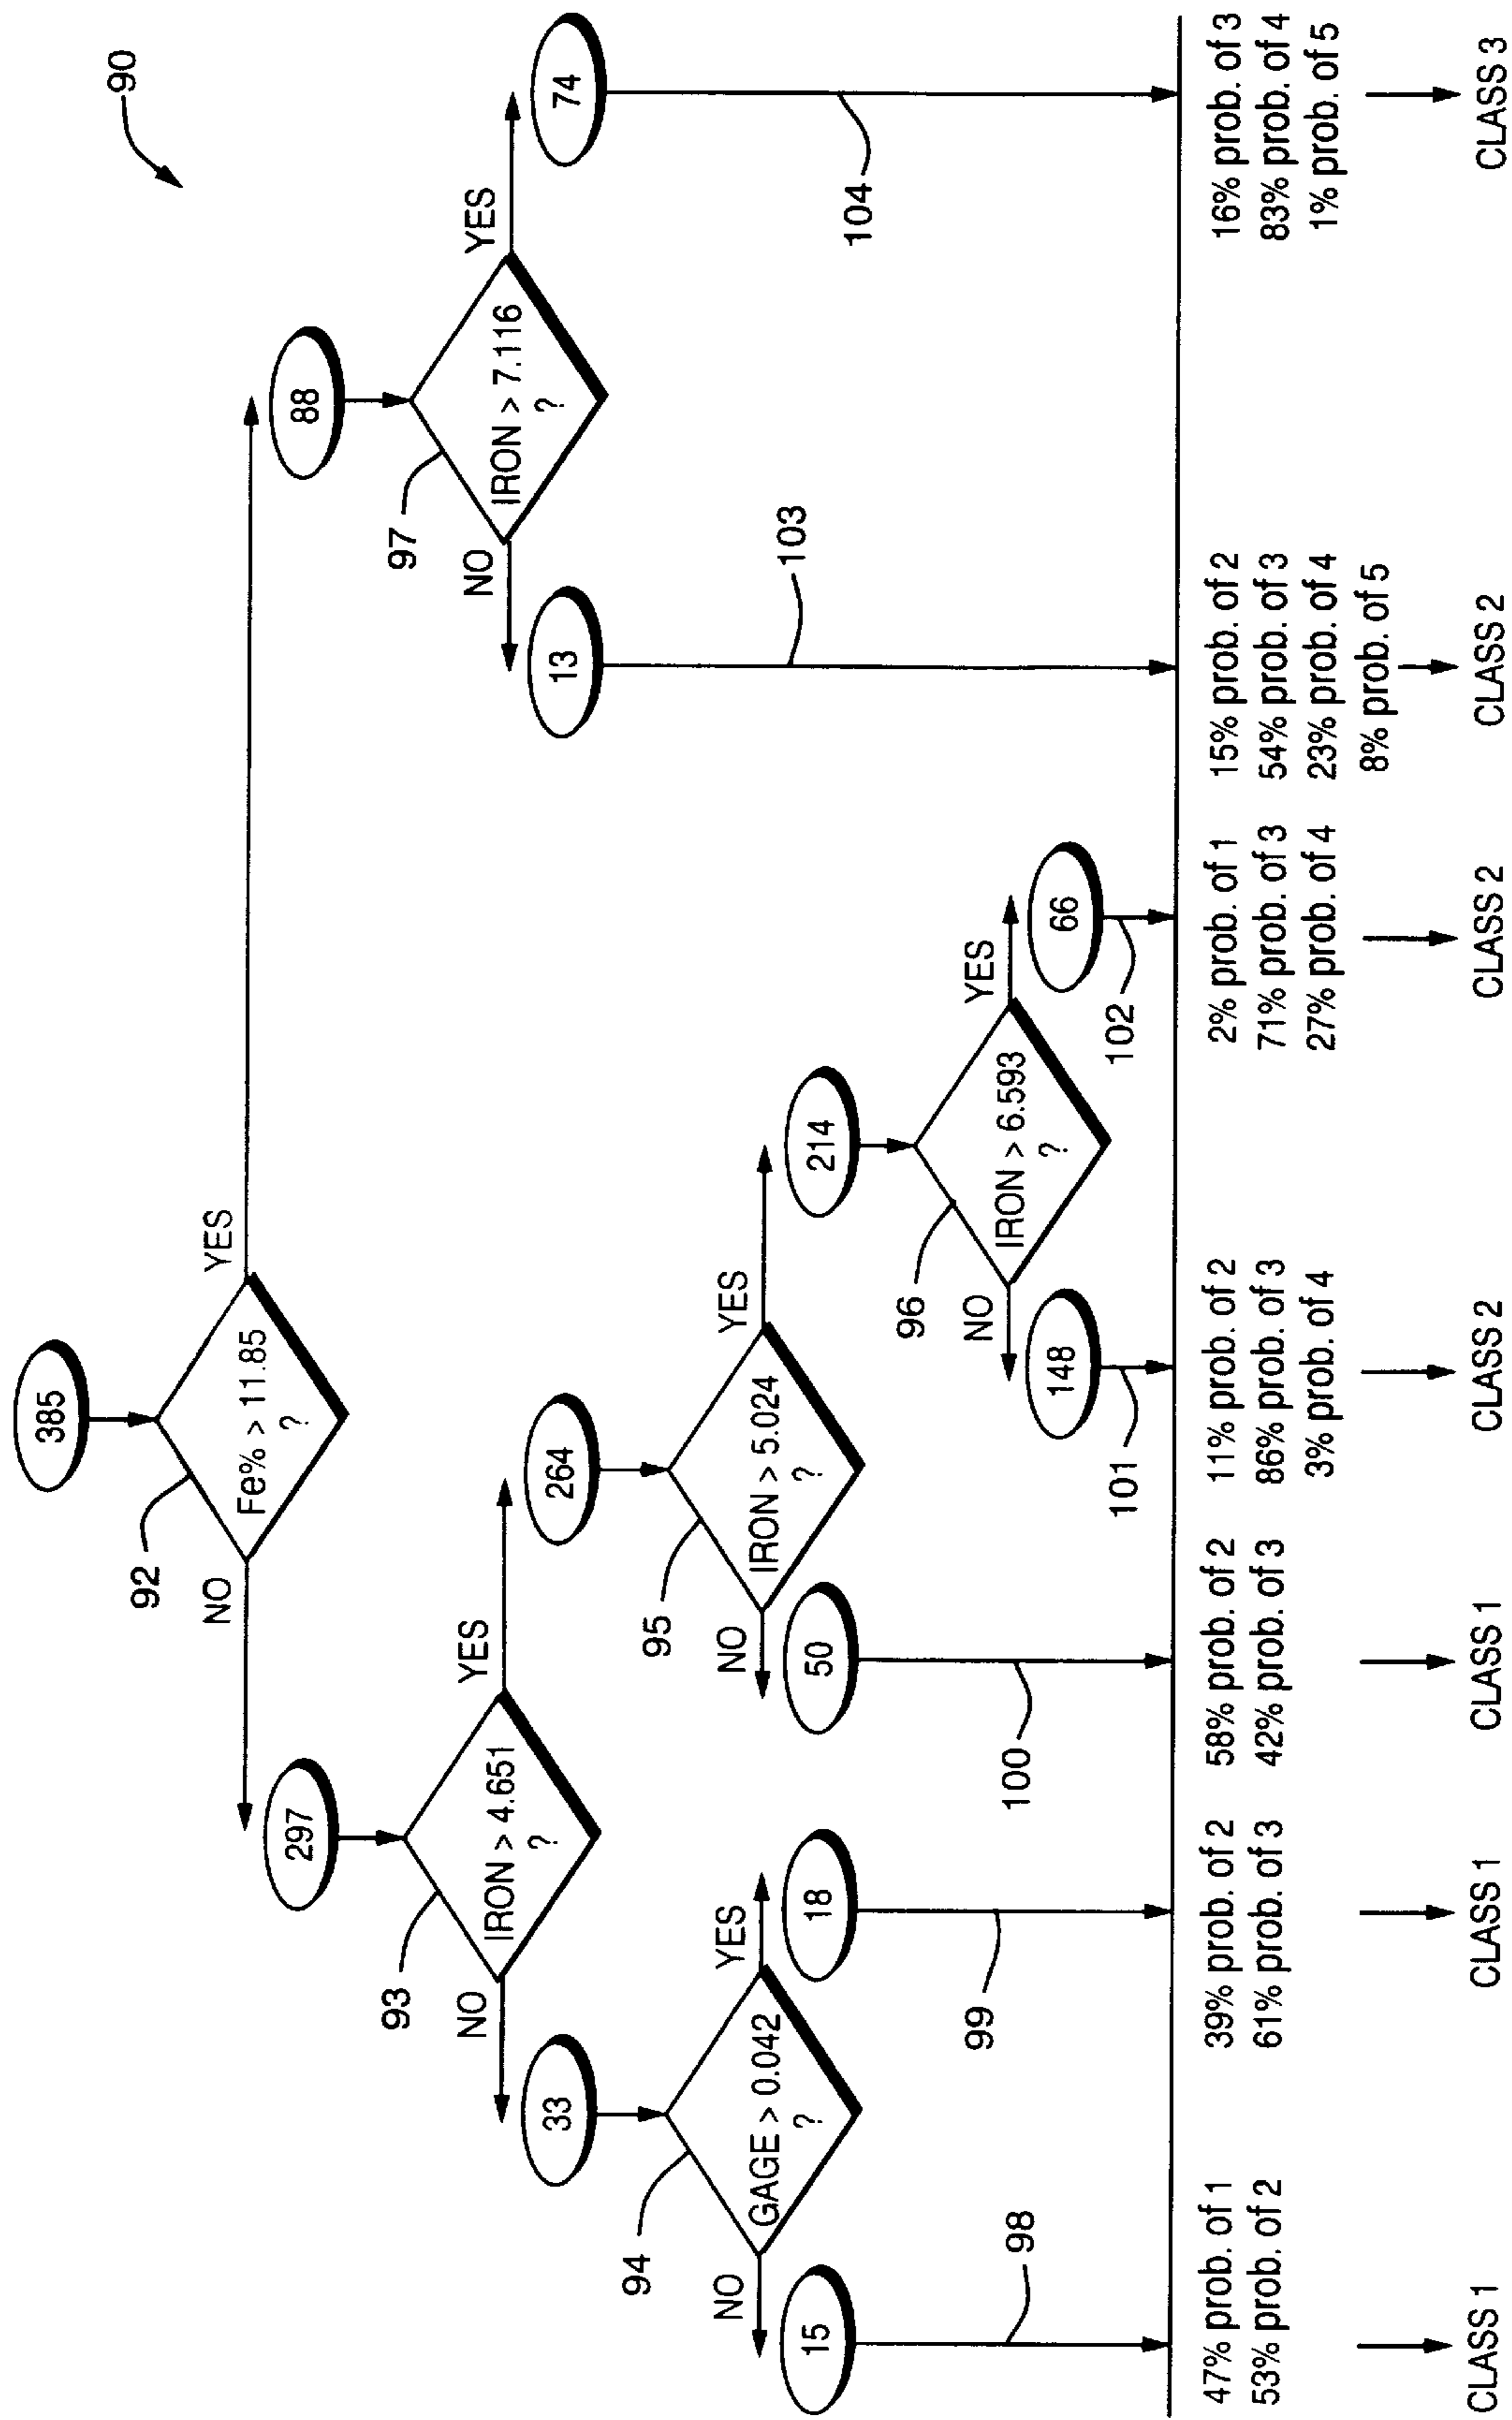 90
385
92
Fe% > 11.85
?
NO
YES
297
88
93
IRON > 4.651
?
NO
YES
97
IRON > 7.116
?
NO
YES
33
264
13
74
94
GAGE > 0.042
?
NO
YES
95
IRON > 5.024
?
NO
YES
103
104
15
18
50
214
98
99
100
96
IRON > 6.593
?
NO
YES
148
66
101
102
47% prob. of 1
53% prob. of 2
CLASS 1
39% prob. of 2
61% prob. of 3
CLASS 1
58% prob. of 2
42% prob. of 3
CLASS 1
11% prob. of 2
86% prob. of 3
3% prob. of 4
CLASS 2
2% prob. of 1
71% prob. of 3
27% prob. of 4
CLASS 2
15% prob. of 2
54% prob. of 3
23% prob. of 4
8% prob. of 5
CLASS 2
16% prob. of 3
83% prob. of 4
1% prob. of 5
CLASS 3